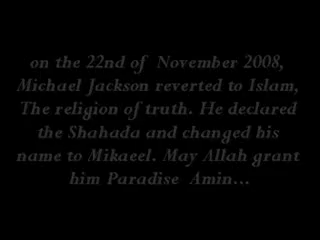 on the 22nd of November 2008,
Michael Jackson reverted to Islam,
The religion of truth. He declared
the Shahada and changed his
name to Mikaeel. May Allah grant
him Paradise Amin...